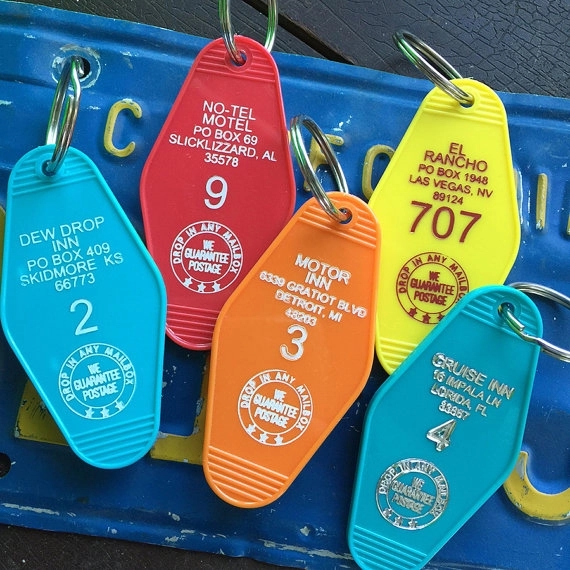 NO-TEL
MOTEL
PO BOX 69
SLICKLIZZARD, AL
35578
9
DROP IN ANY MAILBOX
WE
GUARANTEE
POSTAGE
EL
RANCHO
PO BOX 1948
LAS VEGAS, NV
89124
707
DROP IN ANY MAILBOX
WE
GUARANTEE
POSTAGE
DEW DROP
INN
PO BOX 409
SKIDMORE KS
66773
2
DROP IN ANY MAILBOX
WE
GUARANTEE
POSTAGE
MOTOR
INN
6339 GRATIOT BLVD
DETROIT, MI
48203
3
DROP IN ANY MAILBOX
WE
GUARANTEE
POSTAGE
CRUISE INN
16 IMPALA LN
LORIDA, FL
33857
4
DROP IN ANY MAILBOX
WE
GUARANTEE
POSTAGE